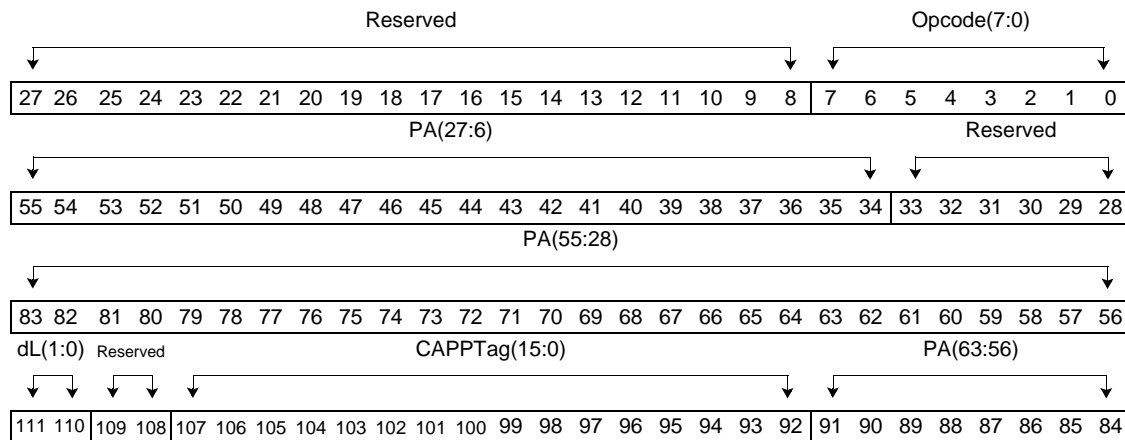 Reserved Opcode(7:0)
27 26 25 24 23 22 21 20 19 18 17 16 15 14 13 12 11 10 9 8 7 6 5 4 3 2 1 0
PA(27:6) Reserved
55 54 53 52 51 50 49 48 47 46 45 44 43 42 41 40 39 38 37 36 35 34 33 32 31 30 29 28
PA(55:28)
83 82 81 80 79 78 77 76 75 74 73 72 71 70 69 68 67 66 65 64 63 62 61 60 59 58 57 56
dL(1:0) Reserved CAPPTag(15:0) PA(63:56)
111 110 109 108 107 106 105 104 103 102 101 100 99 98 97 96 95 94 93 92 91 90 89 88 87 86 85 84